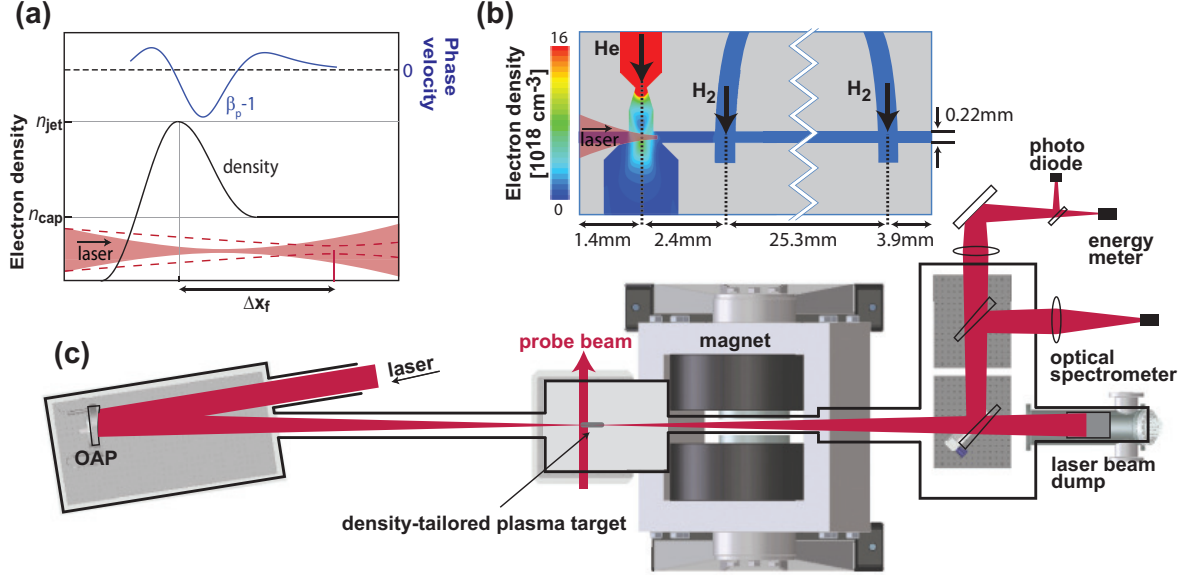 (a)
Phase velocity
0
βp-1
njet
density
ncap
Electron density
laser
Δxf
(b)
16
He
H2
H2
0.22mm
laser
Electron density
[10^18 cm-3]
0
1.4mm
2.4mm
25.3mm
3.9mm
photo
diode
energy
meter
(c)
laser
probe beam
magnet
optical
spectrometer
OAP
density-tailored plasma target
laser beam
dump